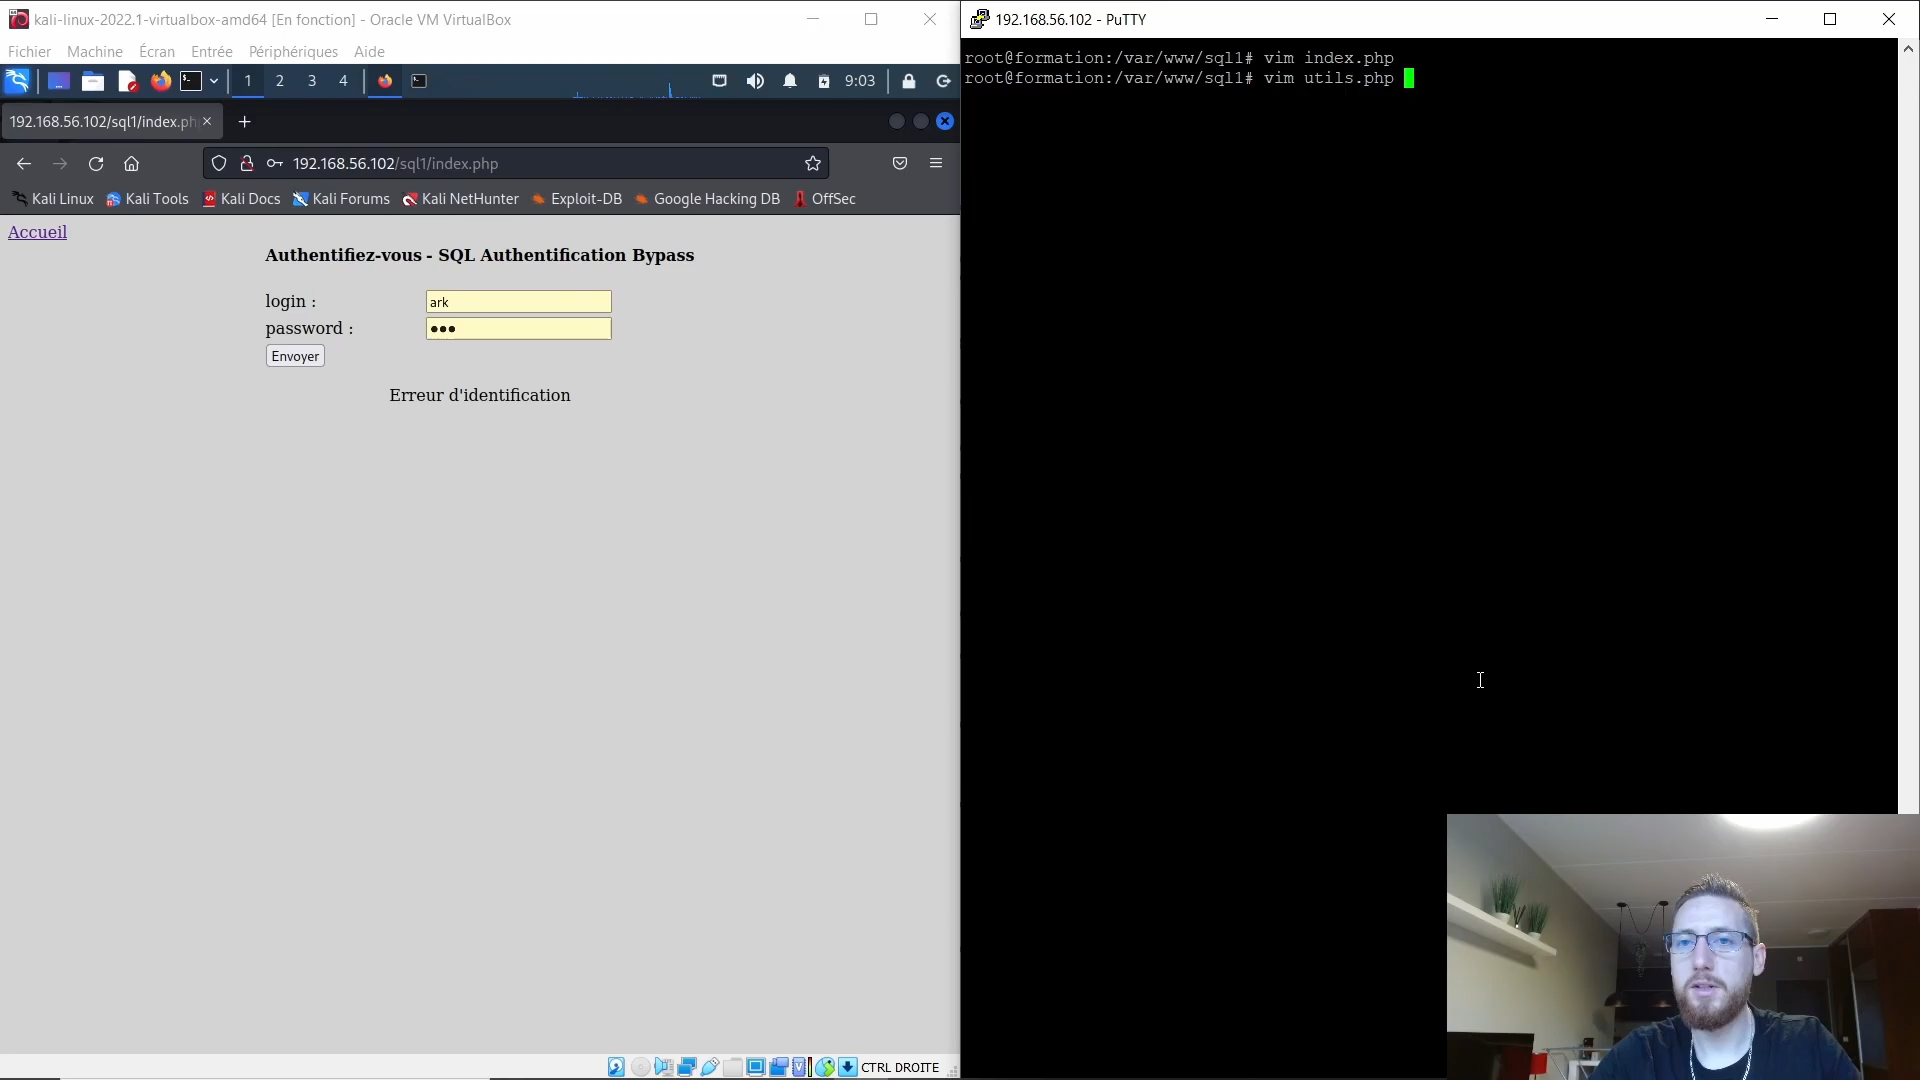 kali-linux-2022.1-virtualbox-amd64 [En fonction] - Oracle VM VirtualBox
Fichier Machine Écran Entrée Périphériques Aide
1 2 3 4 9:03
192.168.56.102/sql1/index.ph
192.168.56.102/sql1/index.php
Kali Linux Kali Tools Kali Docs Kali Forums Kali NetHunter Exploit-DB Google Hacking DB OffSec
Accueil
Authentifiez-vous - SQL Authentification Bypass
login : ark
password : •••
Envoyer
Erreur d'identification
CTRL DROITE
192.168.56.102 - PuTTY
root@formation:/var/www/sql1# vim index.php
root@formation:/var/www/sql1# vim utils.php